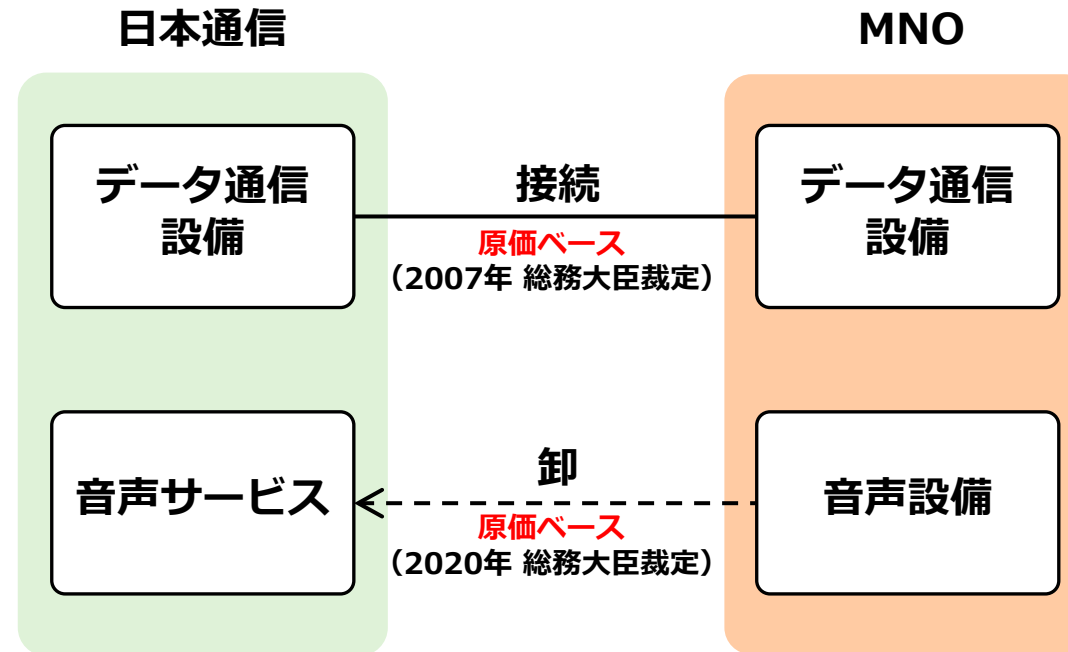 日本通信
MNO
データ通信
設備
接続
原価ベース
（2007年 総務大臣裁定）
データ通信
設備
音声サービス
卸
原価ベース
（2020年 総務大臣裁定）
音声設備